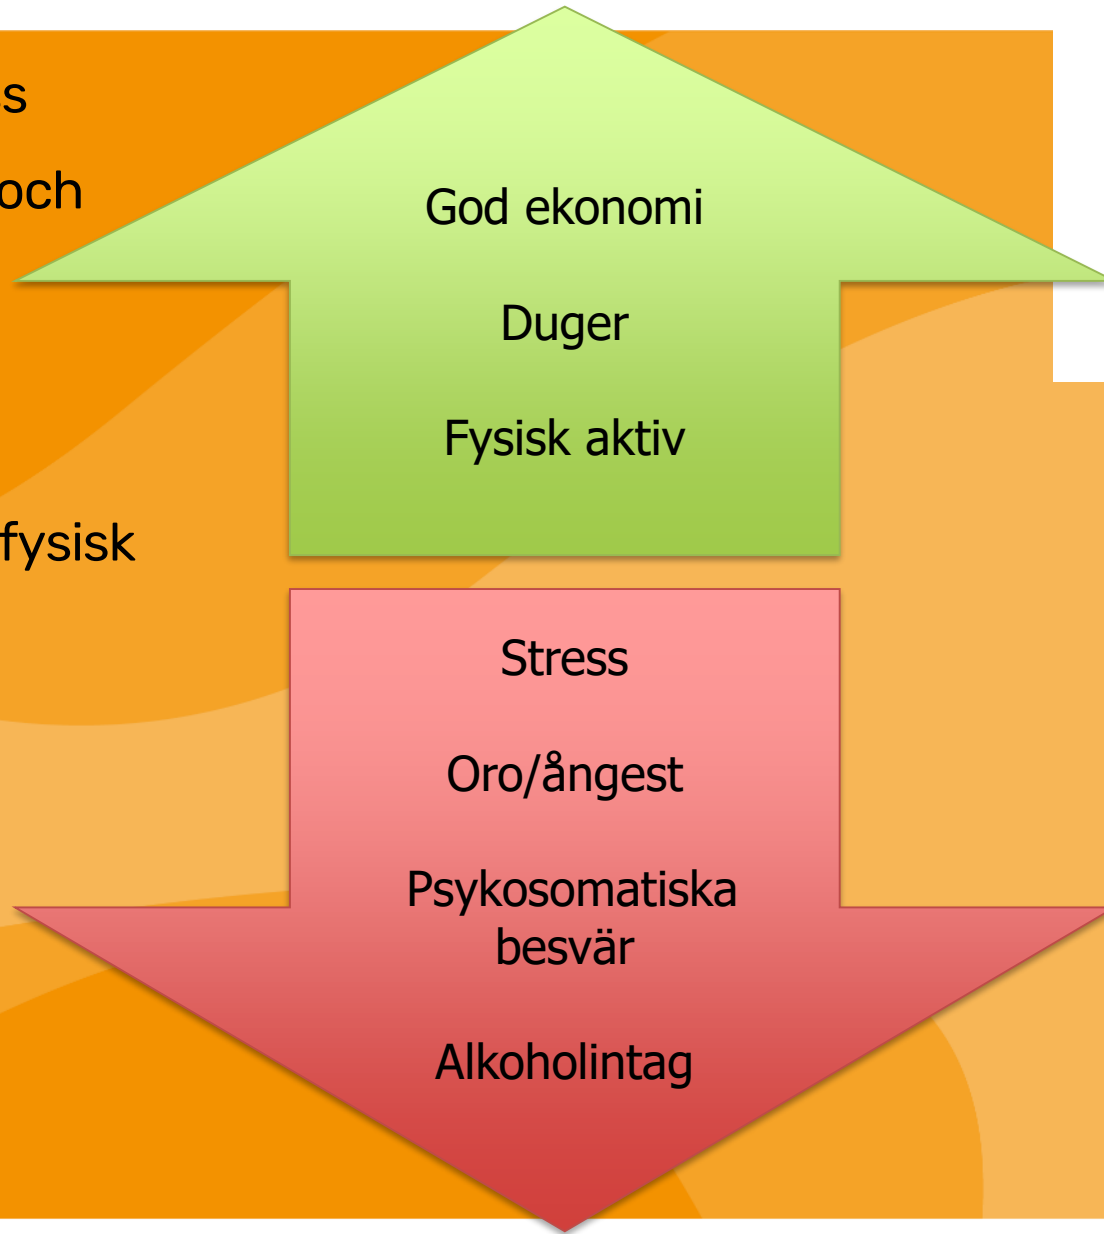 s
och
fysisk
God ekonomi
Duger
Fysisk aktiv
Stress
Oro/ångest
Psykosomatiska
besvär
Alkoholintag